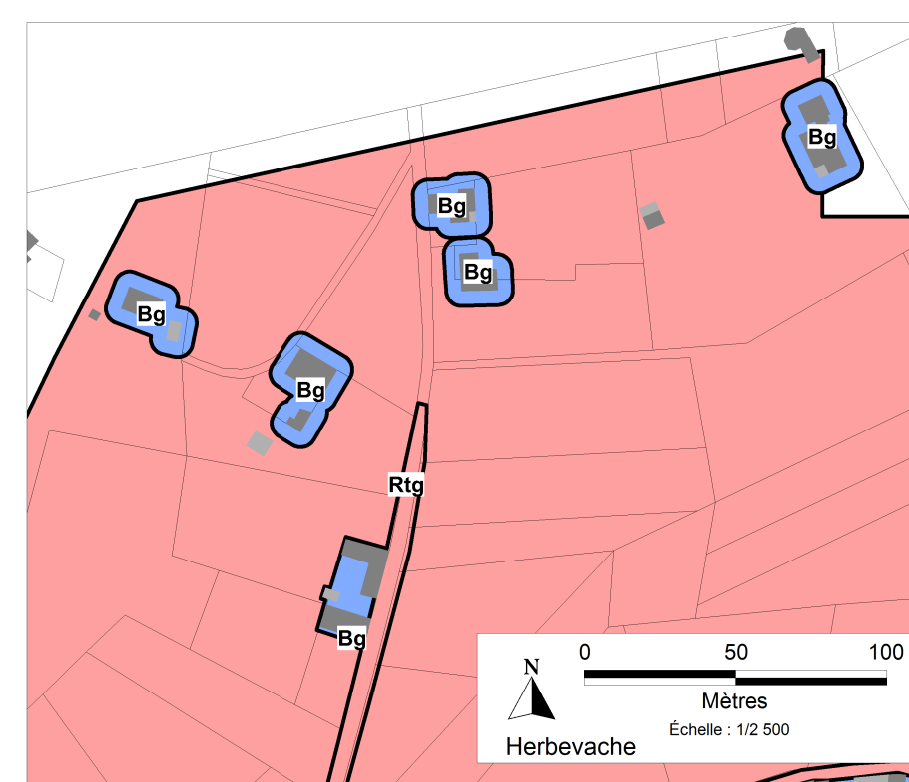 Bg
Bg
Bg
Bg
Bg
Rtg
Bg
0 50 100
N
Mètres
Échelle : 1/2 500
Herbevache